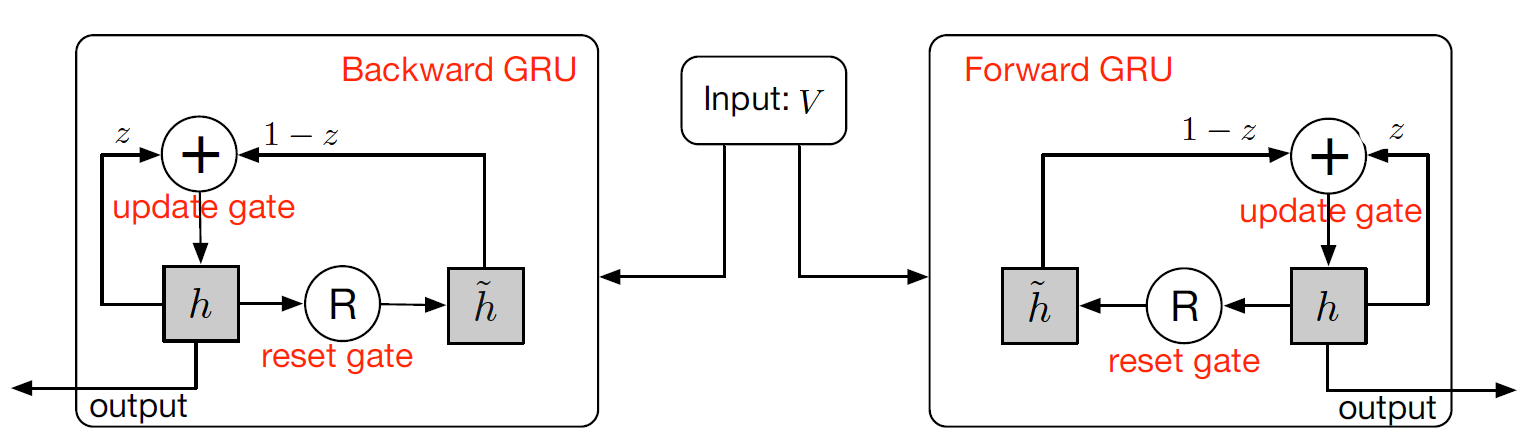 Backward GRU
z
1 − z
+
update gate
h
R
h̃
reset gate
output
Input: V
Forward GRU
1 − z
z
+
update gate
h̃
R
h
reset gate
output